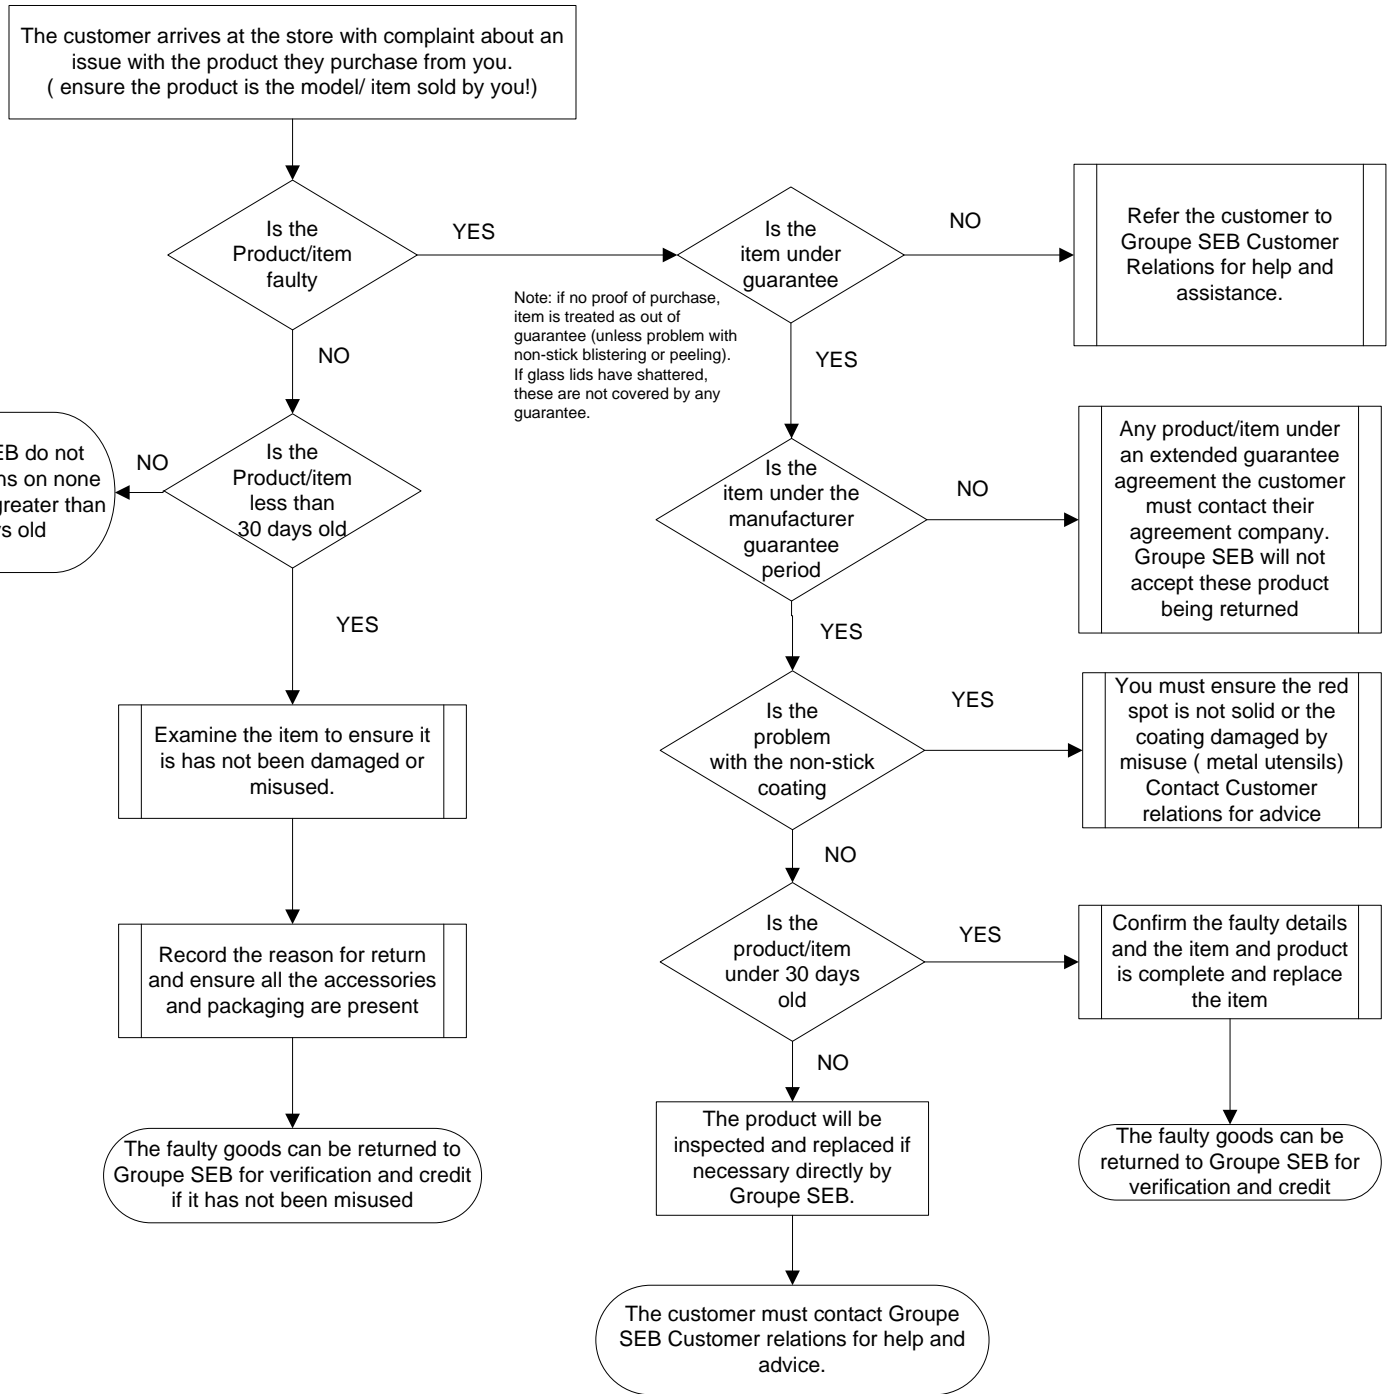 The customer arrives at the store with complaint about an
issue with the product they purchase from you.
( ensure the product is the model/ item sold by you!)
Is the
Product/item
faulty
YES
Is the
item under
guarantee
NO
Refer the customer to
Groupe SEB Customer
Relations for help and
assistance.
Note: if no proof of purchase,
item is treated as out of
guarantee (unless problem with
non-stick blistering or peeling).
If glass lids have shattered,
these are not covered by any
guarantee.
NO
YES
do not
on none
greater than
old
NO
Is the
Product/item
less than
30 days old
Is the
item under the
manufacturer
guarantee
period
NO
Any product/item under
an extended guarantee
agreement the customer
must contact their
agreement company.
Groupe SEB will not
accept these product
being returned
YES
YES
Examine the item to ensure it
is has not been damaged or
misused.
Is the
problem
with the non-stick
coating
YES
You must ensure the red
spot is not solid or the
coating damaged by
misuse ( metal utensils)
Contact Customer
relations for advice
NO
Record the reason for return
and ensure all the accessories
and packaging are present
Is the
product/item
under 30 days
old
YES
Confirm the faulty details
and the item and product
is complete and replace
the item
NO
The faulty goods can be returned to
Groupe SEB for verification and credit
if it has not been misused
The product will be
inspected and replaced if
necessary directly by
Groupe SEB.
The faulty goods can be
returned to Groupe SEB for
verification and credit
The customer must contact Groupe
SEB Customer relations for help and
advice.